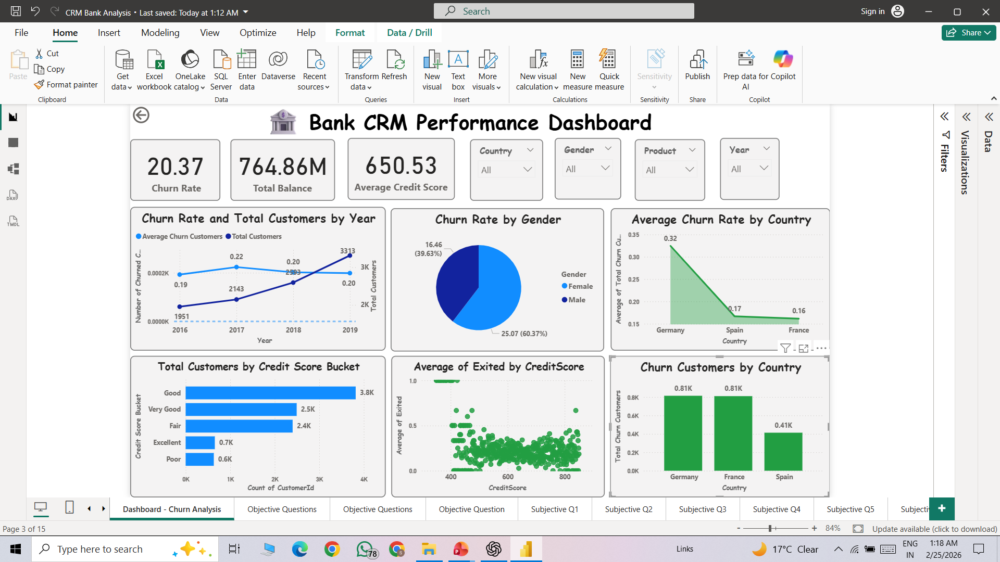 CRM Bank Analysis • Last saved: Today at 1:12 AM
Search
Sign in
File Home Insert Modeling View Optimize Help Format Data / Drill
Share
Paste
Cut
Copy
Format painter
Clipboard
Get data
Excel workbook
OneLake catalog
SQL Server
Enter data
Dataverse
Recent sources
Data
Transform data
Refresh
Queries
New visual
Text box
More visuals
Insert
New visual calculation
New measure
Quick measure
Calculations
Sensitivity
Sensitivity
Publish
Share
Prep data for AI
Copilot
Copilot
DAX
TMDL
Bank CRM Performance Dashboard
20.37
Churn Rate
764.86M
Total Balance
650.53
Average Credit Score
Country
All
Gender
All
Product
All
Year
All
Filters
Visualizations
Data
Churn Rate and Total Customers by Year
Average Churn Customers Total Customers
Number of Churned C...
0.0002K
0.0000K
0.19
0.22
0.20
0.20
1951
2143
2393
3313
3K
2K
Total Customers
2016 2017 2018 2019
Year
Churn Rate by Gender
16.46
(39.63%)
25.07 (60.37%)
Gender
Female
Male
Average Churn Rate by Country
Average of Total Churn Cu...
0.35
0.30
0.25
0.20
0.15
0.32
0.17
0.16
Germany Spain France
Country
Total Customers by Credit Score Bucket
Credit Score Bucket
Good 3.8K
Very Good 2.5K
Fair 2.4K
Excellent 0.7K
Poor 0.6K
0K 1K 2K 3K 4K
Count of CustomerId
Average of Exited by CreditScore
Average of Exited
1.0
0.5
0.0
400 600 800
CreditScore
Churn Customers by Country
Total Churn Customers
0.8K
0.6K
0.4K
0.2K
0.0K
0.81K
0.81K
0.41K
Germany France Spain
Country
Dashboard - Churn Analysis
Objective Questions
Objective Questions
Objective Question
Subjective Q1
Subjective Q2
Subjective Q3
Subjective Q4
Subjective Q5
Subjecti
Page 3 of 15
84%
Update available (click to download)
Type here to search
78
Links
17°C Clear
ENG
IN
1:18 AM
2/25/2026